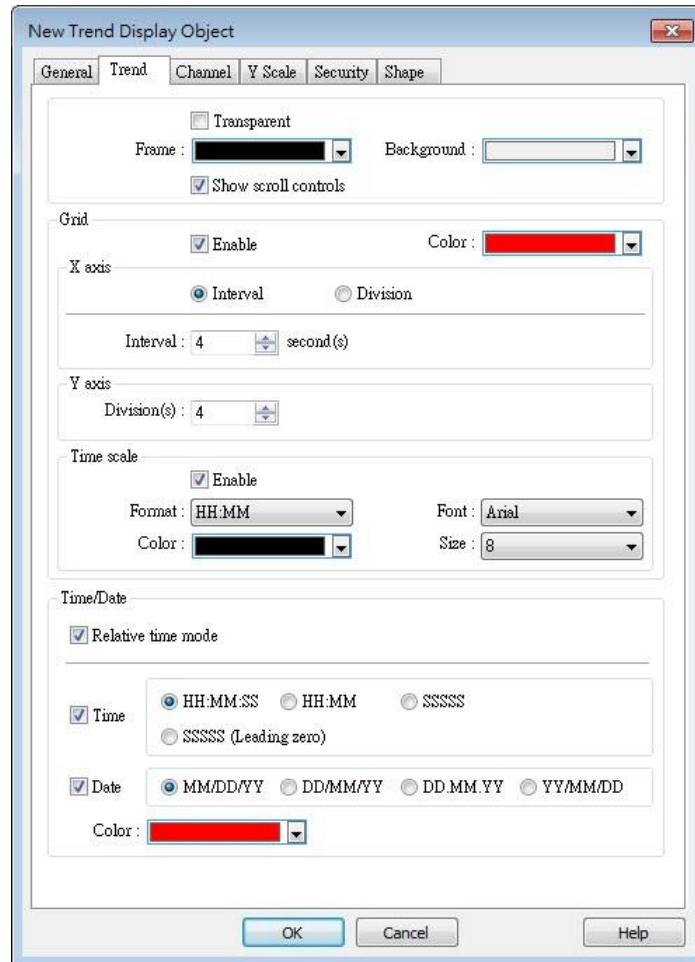 New Trend Display Object
General Trend Channel Y Scale Security Shape
Transparent
Frame : Background :
Show scroll controls
Grid
Enable Color :
X axis
Interval Division
Interval : 4 second(s)
Y axis
Division(s) : 4
Time scale
Enable
Format : HH:MM Font : Arial
Color : Size : 8
Time/Date
Relative time mode
HH:MM:SS HH:MM SSSSS
Time
SSSSS (Leading zero)
Date MM/DD/YY DD/MM/YY DD.MM.YY YY/MM/DD
Color :
OK Cancel Help